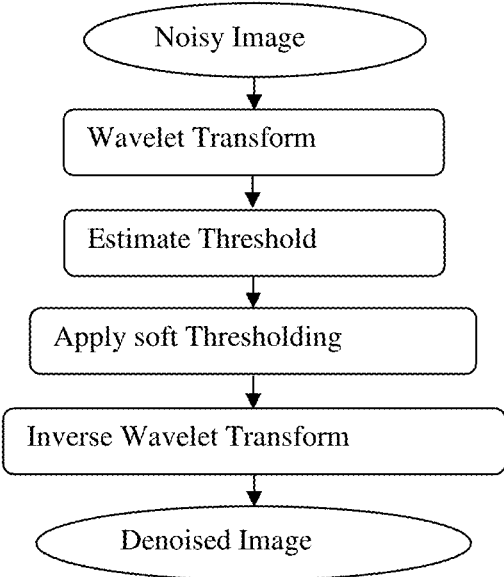 Noisy Image
Wavelet Transform
Estimate Threshold
Apply soft Thresholding
Inverse Wavelet Transform
Denoised Image